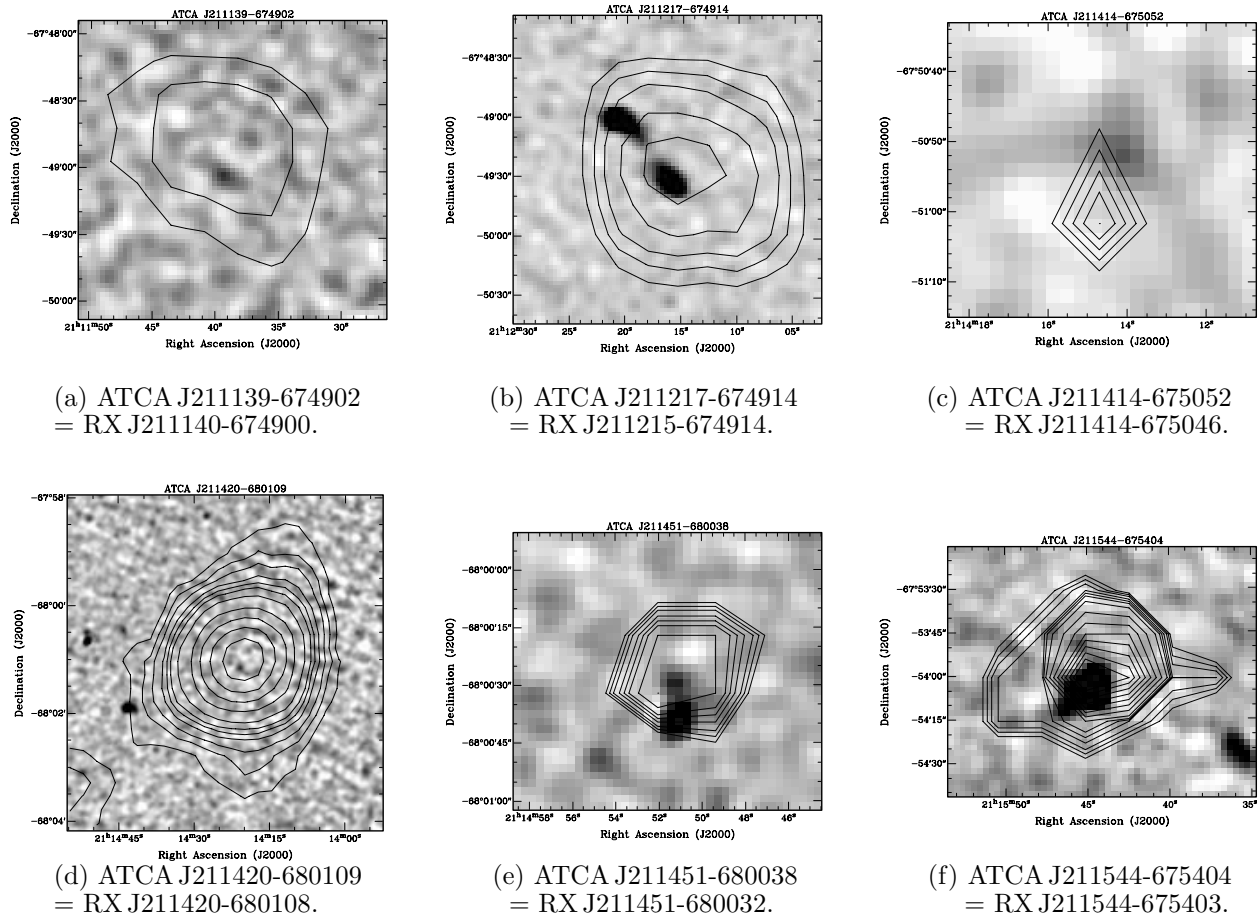 ATCA J211139-674902
-67°48'00"
48'30"
-49'00"
-49'30"
-50'00"
21ʰ11ᵐ50ˢ 45ˢ 40ˢ 35ˢ 30ˢ
Right Ascension (J2000)
Declination (J2000)
(a) ATCA J211139-674902
= RX J211140-674900.
ATCA J211217-674914
-67°48'30"
-49'00"
-49'30"
-50'00"
-50'30"
21ʰ12ᵐ30ˢ 25ˢ 20ˢ 15ˢ 10ˢ 05ˢ
Right Ascension (J2000)
Declination (J2000)
(b) ATCA J211217-674914
= RX J211215-674914.
ATCA J211414-675052
-67°50'40"
-50'50"
-51'00"
-51'10"
21ʰ14ᵐ18ˢ 16ˢ 14ˢ 12ˢ
Right Ascension (J2000)
Declination (J2000)
(c) ATCA J211414-675052
= RX J211414-675046.
ATCA J211420-680109
-67°58'
-68°00'
-68°02'
-68°04'
21ʰ14ᵐ45ˢ 14ᵐ30ˢ 14ᵐ15ˢ 14ᵐ00ˢ
Right Ascension (J2000)
Declination (J2000)
(d) ATCA J211420-680109
= RX J211420-680108.
ATCA J211451-680038
-68°00'00"
-68°00'15"
-68°00'30"
-68°00'45"
-68°01'00"
21ʰ14ᵐ56ˢ 54ˢ 52ˢ 50ˢ 48ˢ 46ˢ
Right Ascension (J2000)
Declination (J2000)
(e) ATCA J211451-680038
= RX J211451-680032.
ATCA J211544-675404
-67°53'30"
-53'45"
-54'00"
-54'15"
-54'30"
21ʰ15ᵐ50ˢ 45ˢ 40ˢ 35ˢ
Right Ascension (J2000)
Declination (J2000)
(f) ATCA J211544-675404
= RX J211544-675403.